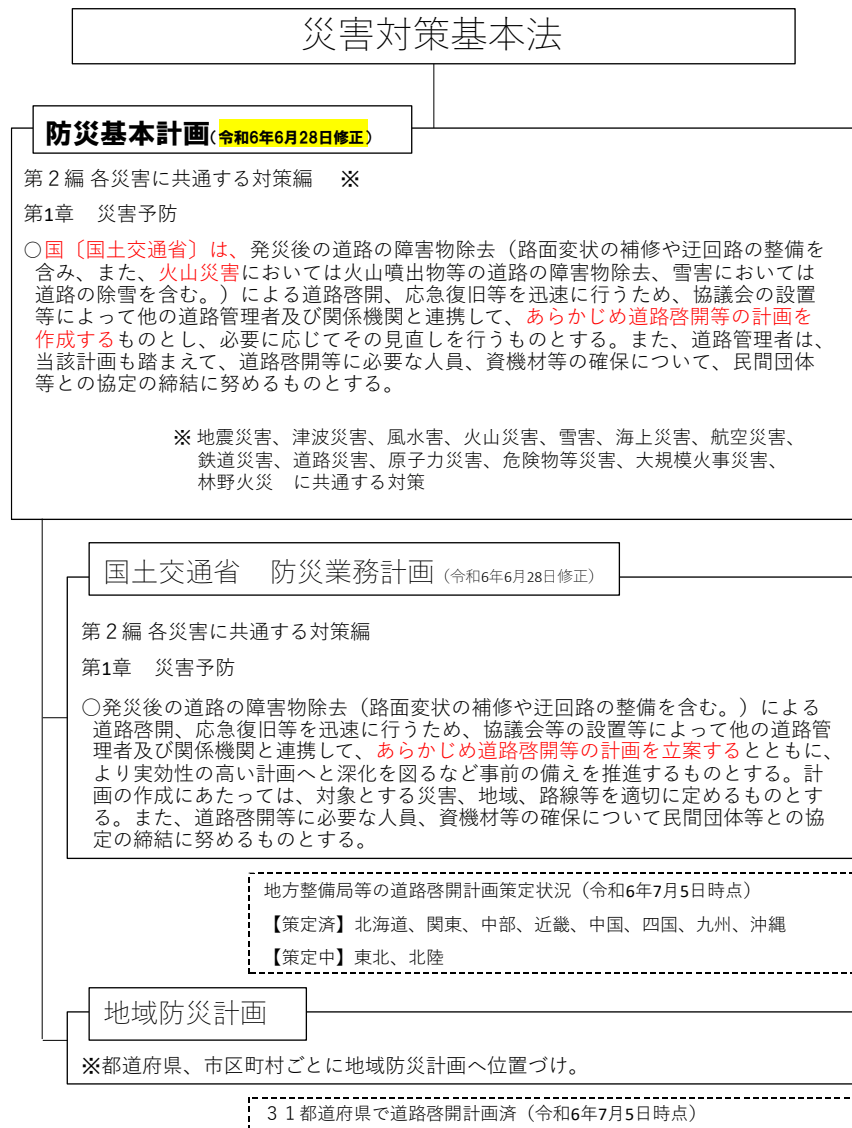 災害対策基本法
防災基本計画(令和6年6月28日修正)
第２編 各災害に共通する対策編　※
第1章　災害予防
○国〔国土交通省〕は、発災後の道路の障害物除去（路面変状の補修や迂回路の整備を
含み、また、火山災害においては火山噴出物等の道路の障害物除去、雪害においては
道路の除雪を含む。）による道路啓開、応急復旧等を迅速に行うため、協議会の設置
等によって他の道路管理者及び関係機関と連携して、あらかじめ道路啓開等の計画を
作成するものとし、必要に応じてその見直しを行うものとする。また、道路管理者は、
当該計画も踏まえて、道路啓開等に必要な人員、資機材等の確保について、民間団体
等との協定の締結に努めるものとする。
※ 地震災害、津波災害、風水害、火山災害、雪害、海上災害、航空災害、
鉄道災害、道路災害、原子力災害、危険物等災害、大規模火事災害、
林野火災　に共通する対策
国土交通省　防災業務計画（令和6年6月28日修正）
第２編 各災害に共通する対策編
第1章　災害予防
○発災後の道路の障害物除去（路面変状の補修や迂回路の整備を含む。）による
道路啓開、応急復旧等を迅速に行うため、協議会等の設置等によって他の道路管
理者及び関係機関と連携して、あらかじめ道路啓開等の計画を立案するとともに、
より実効性の高い計画へと深化を図るなど事前の備えを推進するものとする。計
画の作成にあたっては、対象とする災害、地域、路線等を適切に定めるものとす
る。また、道路啓開等に必要な人員、資機材等の確保について民間団体等との協
定の締結に努めるものとする。
地方整備局等の道路啓開計画策定状況（令和6年7月5日時点）
【策定済】北海道、関東、中部、近畿、中国、四国、九州、沖縄
【策定中】東北、北陸
地域防災計画
※都道府県、市区町村ごとに地域防災計画へ位置づけ。
３１都道府県で道路啓開計画済（令和6年7月5日時点）